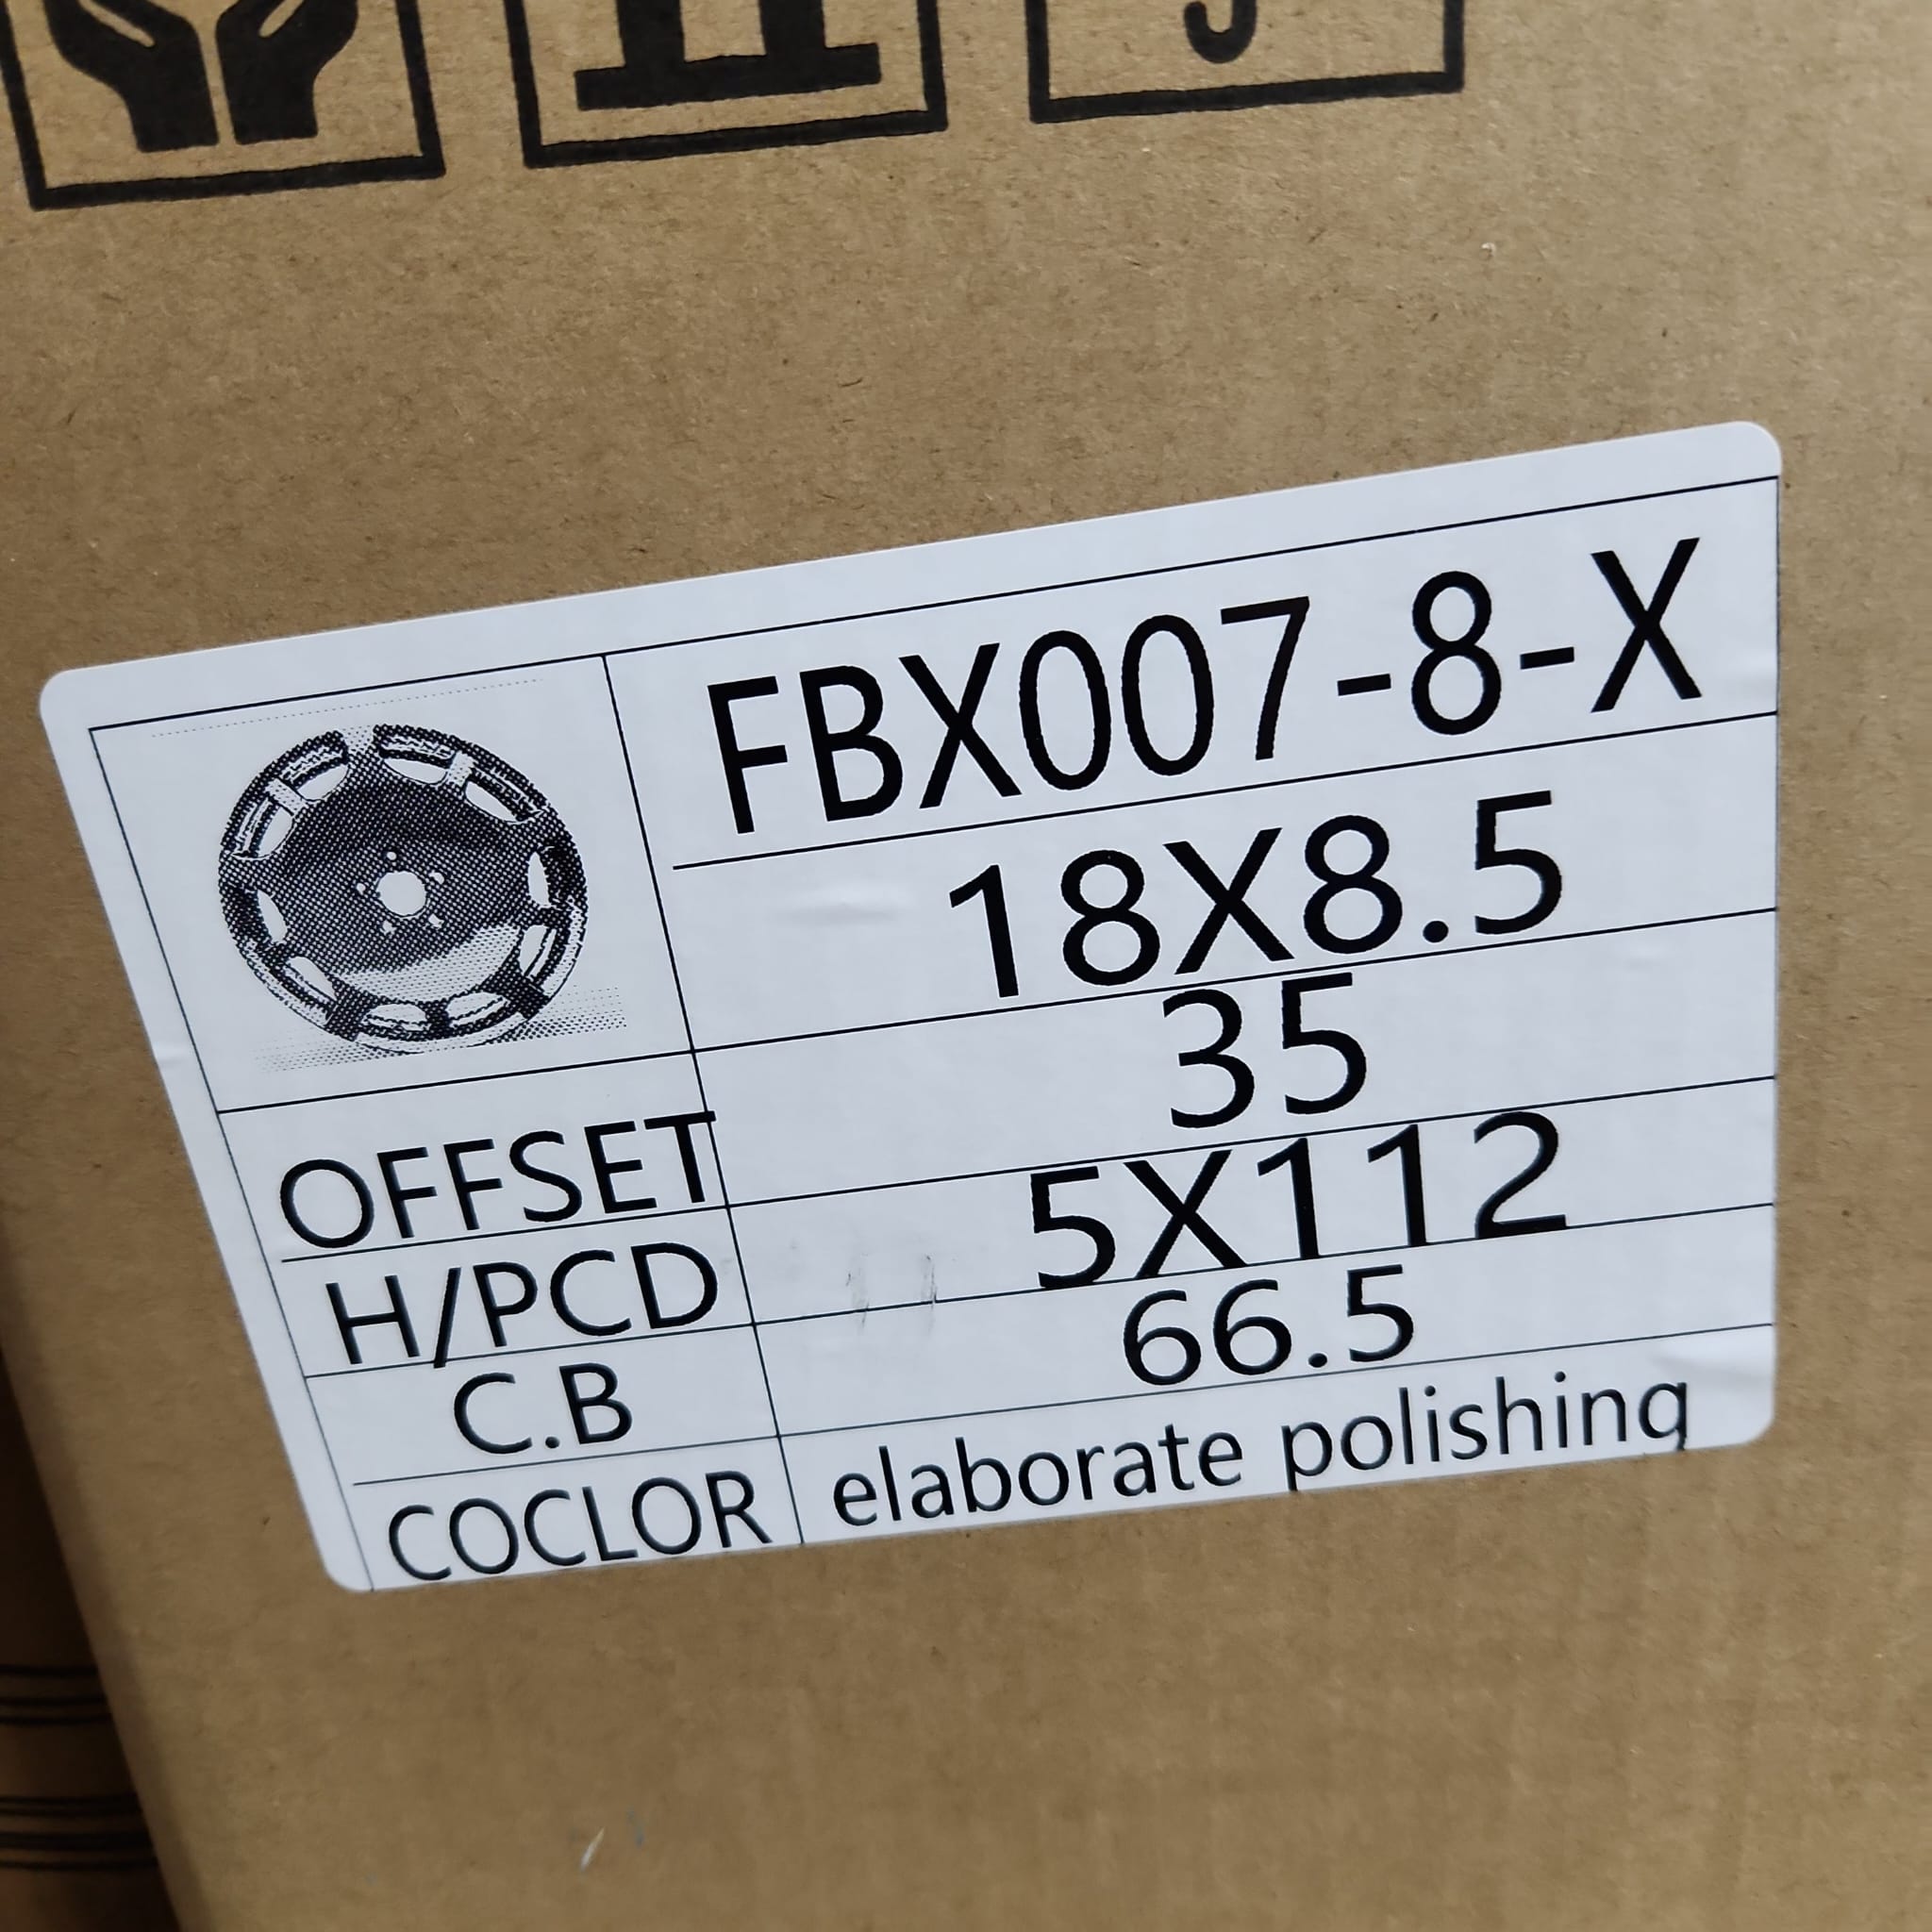 FBX007-8-X
18X8.5
OFFSET 35
H/PCD 5X112
C.B 66.5
COCLOR elaborate polishing